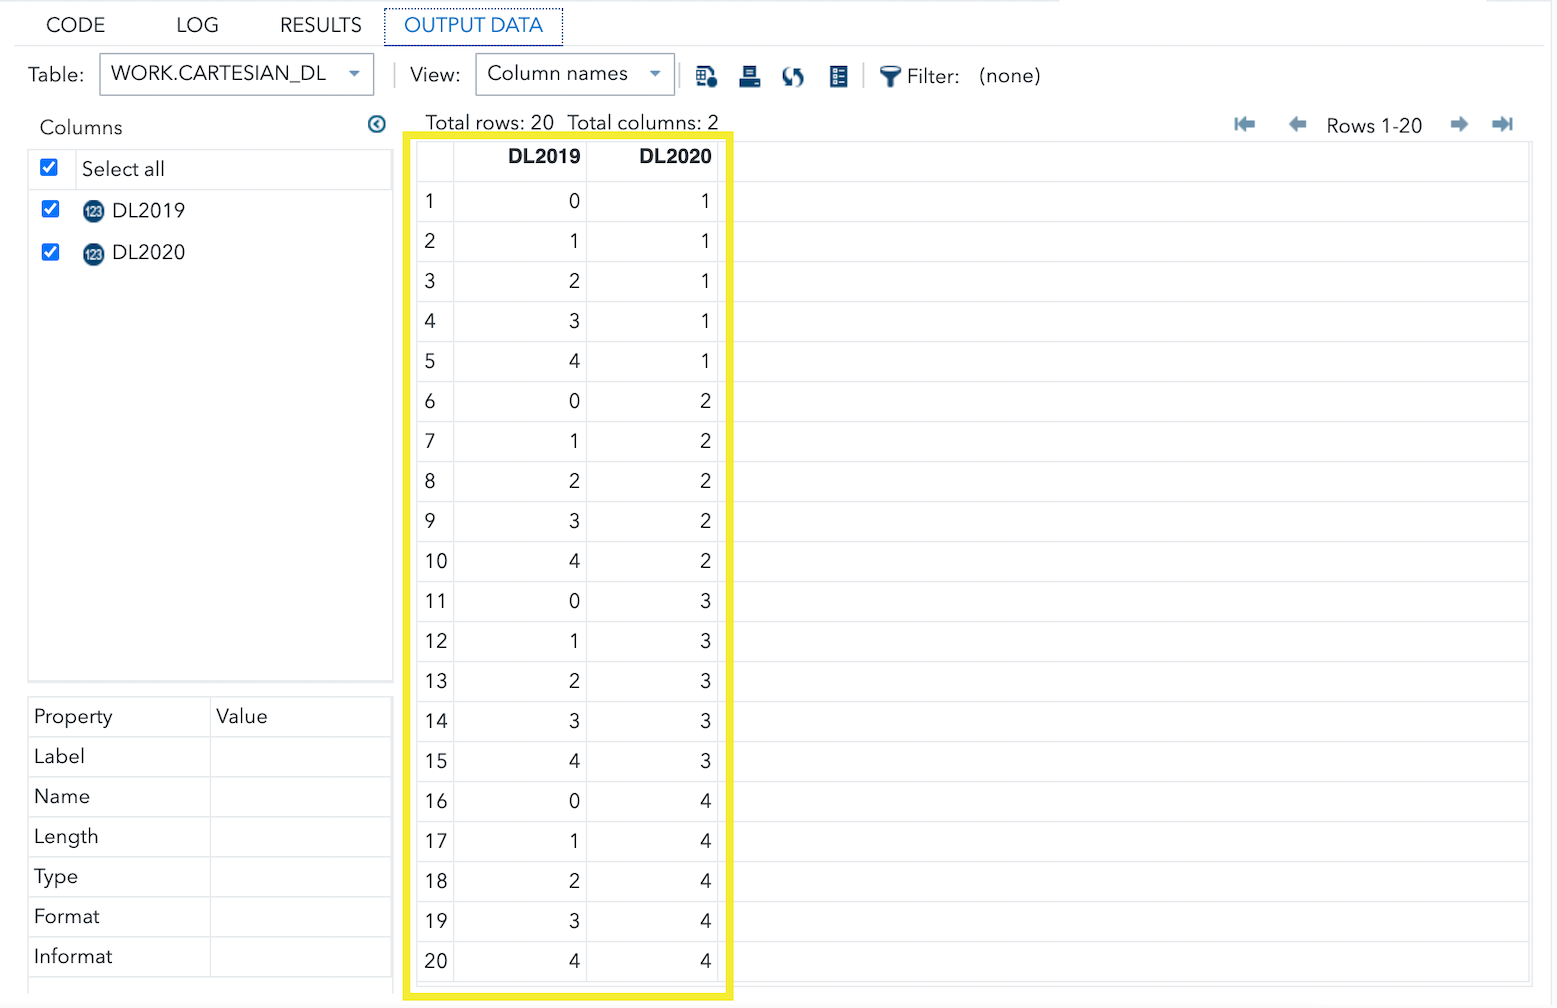 CODE LOG RESULTS OUTPUT DATA
Table: WORK.CARTESIAN_DL View: Column names Filter: (none)
Columns
Select all
123 DL2019
123 DL2020
Property Value
Label
Name
Length
Type
Format
Informat
Total rows: 20 Total columns: 2 Rows 1-20
DL2019 DL2020
1 0 1
2 1 1
3 2 1
4 3 1
5 4 1
6 0 2
7 1 2
8 2 2
9 3 2
10 4 2
11 0 3
12 1 3
13 2 3
14 3 3
15 4 3
16 0 4
17 1 4
18 2 4
19 3 4
20 4 4